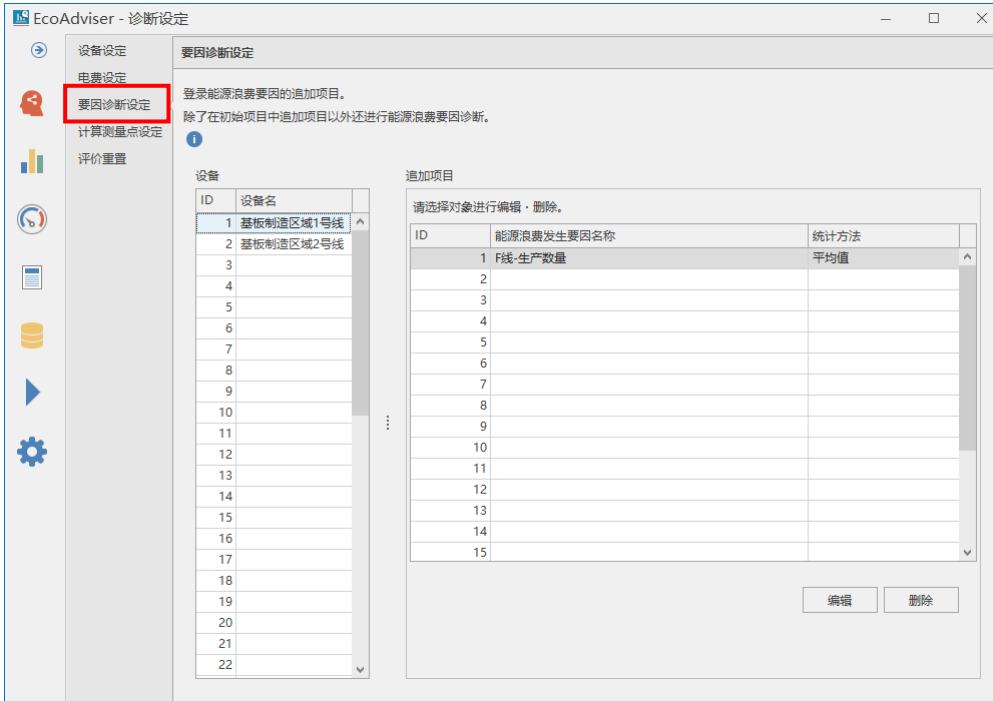 EcoAdviser - 诊断设定
设备设定
电费设定
要因诊断设定
计算测量点设定
评价重置
要因诊断设定
登录能源浪费要因的追加项目。
除了在初始项目中追加项目以外还进行能源浪费要因诊断。
设备
ID 设备名
1 基板制造区域1号线
2 基板制造区域2号线
3
4
5
6
7
8
9
10
11
12
13
14
15
16
17
18
19
20
21
22
追加项目
请选择对象进行编辑・删除。
ID 能源浪费发生要因名称 统计方法
1 F线-生产数量 平均值
2
3
4
5
6
7
8
9
10
11
12
13
14
15
编辑 删除